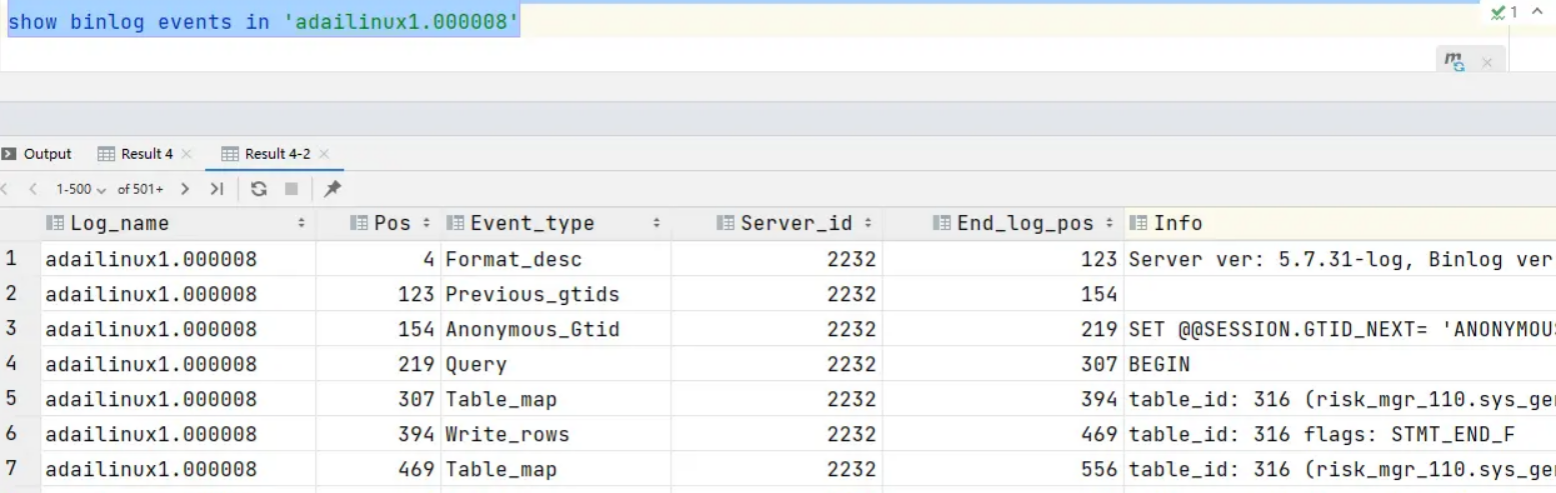 show binlog events in 'adailinux1.000008'
1
Output Result 4 Result 4-2
1-500 of 501+
Log_name Pos Event_type Server_id End_log_pos Info
1 adailinux1.000008 4 Format_desc 2232 123 Server ver: 5.7.31-log, Binlog ver
2 adailinux1.000008 123 Previous_gtids 2232 154
3 adailinux1.000008 154 Anonymous_Gtid 2232 219 SET @@SESSION.GTID_NEXT= 'ANONYMOUS
4 adailinux1.000008 219 Query 2232 307 BEGIN
5 adailinux1.000008 307 Table_map 2232 394 table_id: 316 (risk_mgr_110.sys_gen
6 adailinux1.000008 394 Write_rows 2232 469 table_id: 316 flags: STMT_END_F
7 adailinux1.000008 469 Table_map 2232 556 table_id: 316 (risk_mgr_110.sys_gen